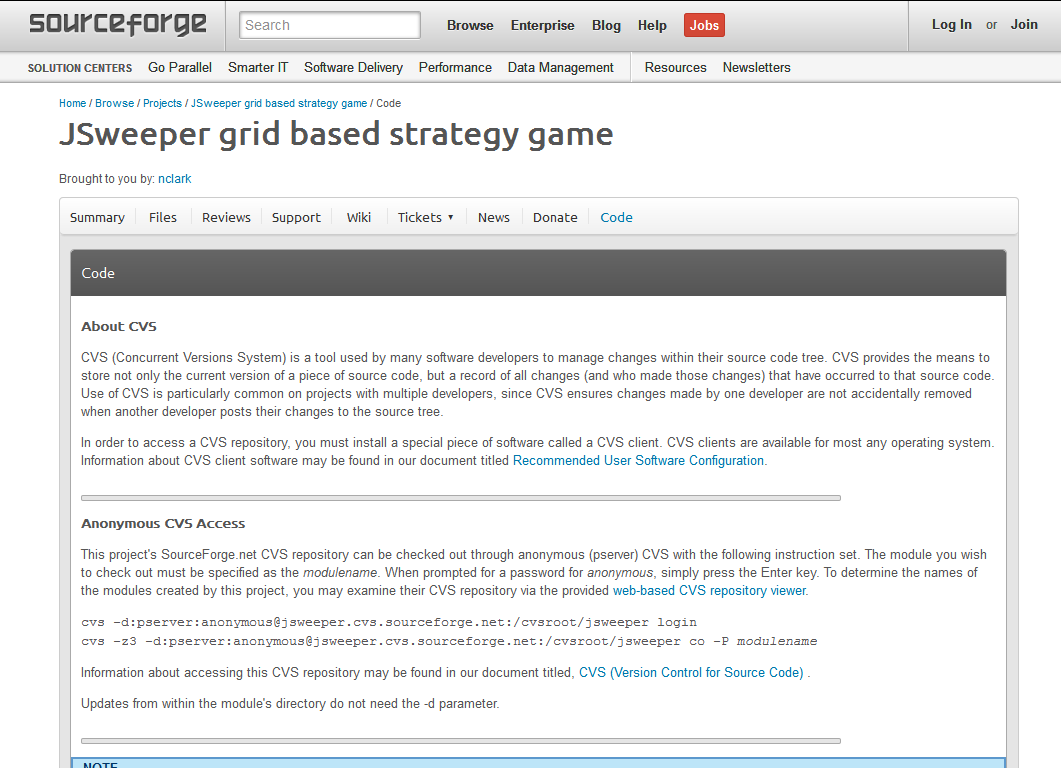 sourceforge
Search
Browse Enterprise Blog Help Jobs
Log In or Join
SOLUTION CENTERS Go Parallel Smarter IT Software Delivery Performance Data Management Resources Newsletters
Home / Browse / Projects / JSweeper grid based strategy game / Code
JSweeper grid based strategy game
Brought to you by: nclark
Summary Files Reviews Support Wiki Tickets ▾ News Donate Code
Code
About CVS
CVS (Concurrent Versions System) is a tool used by many software developers to manage changes within their source code tree. CVS provides the means to
store not only the current version of a piece of source code, but a record of all changes (and who made those changes) that have occurred to that source code.
Use of CVS is particularly common on projects with multiple developers, since CVS ensures changes made by one developer are not accidentally removed
when another developer posts their changes to the source tree.
In order to access a CVS repository, you must install a special piece of software called a CVS client. CVS clients are available for most any operating system.
Information about CVS client software may be found in our document titled Recommended User Software Configuration.
Anonymous CVS Access
This project's SourceForge.net CVS repository can be checked out through anonymous (pserver) CVS with the following instruction set. The module you wish
to check out must be specified as the modulename. When prompted for a password for anonymous, simply press the Enter key. To determine the names of
the modules created by this project, you may examine their CVS repository via the provided web-based CVS repository viewer.
cvs -d:pserver:anonymous@jsweeper.cvs.sourceforge.net:/cvsroot/jsweeper login
cvs -z3 -d:pserver:anonymous@jsweeper.cvs.sourceforge.net:/cvsroot/jsweeper co -P modulename
Information about accessing this CVS repository may be found in our document titled, CVS (Version Control for Source Code) .
Updates from within the module's directory do not need the -d parameter.
NOTE